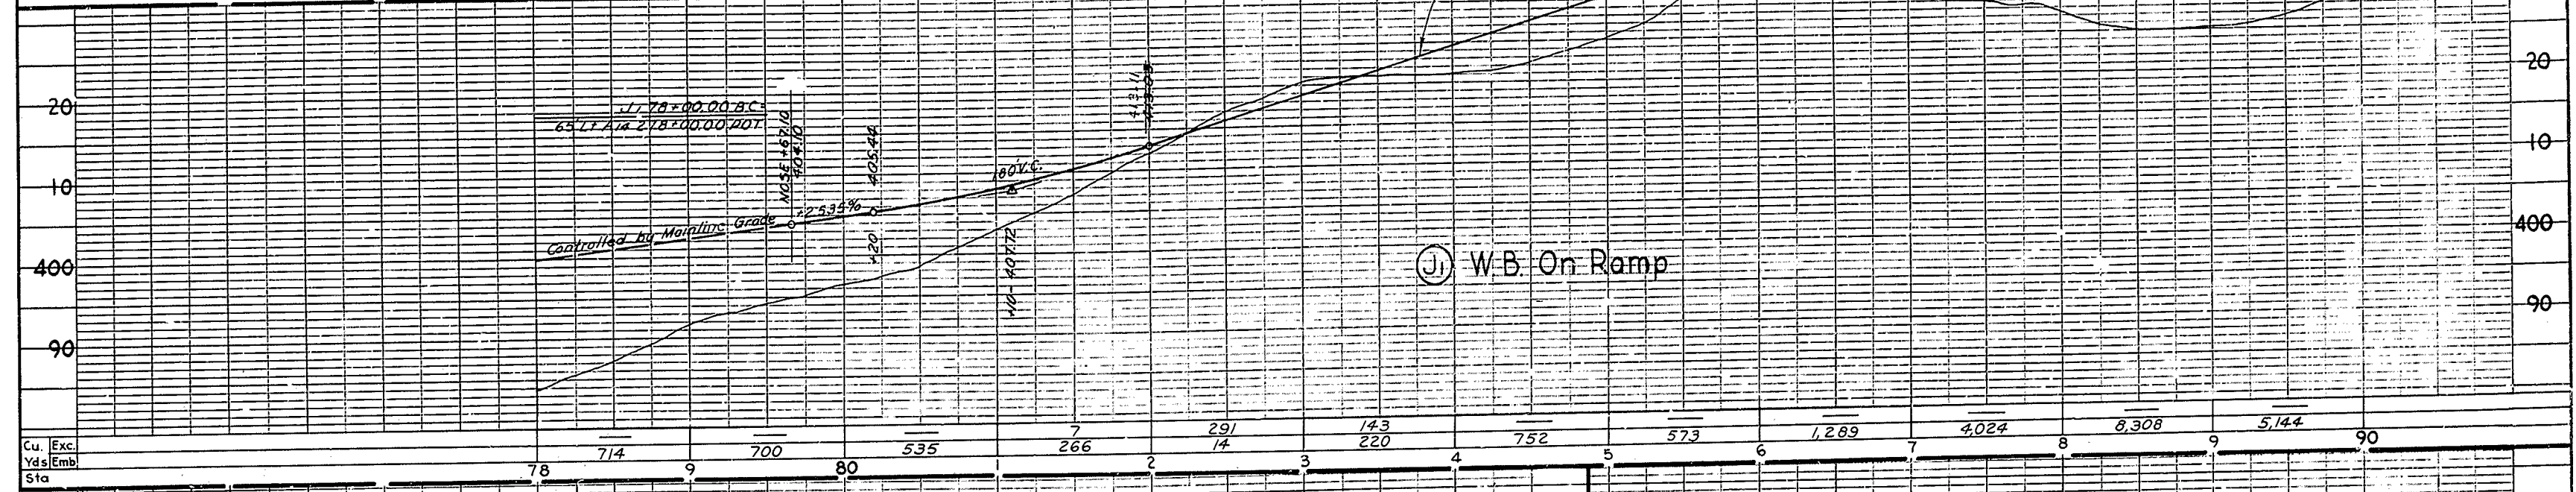 20
20
J1 78+00.00 BC=
65' Lt A14 218+00.00 POT
NOSE +67.10
404.10
405.44
+20
413.11
10
10
180' V.C.
+2.535%
Controlled by Mainline Grade
+10- 407.72
400
400
J1 W.B. On Ramp
90
90
Cu. Yds
Exc. — — — 7 291 143 — — — — — —
Emb 714 700 535 266 14 220 752 573 1,289 4,024 8,308 5,144
Sta 78 9 80 1 2 3 4 5 6 7 8 9 90